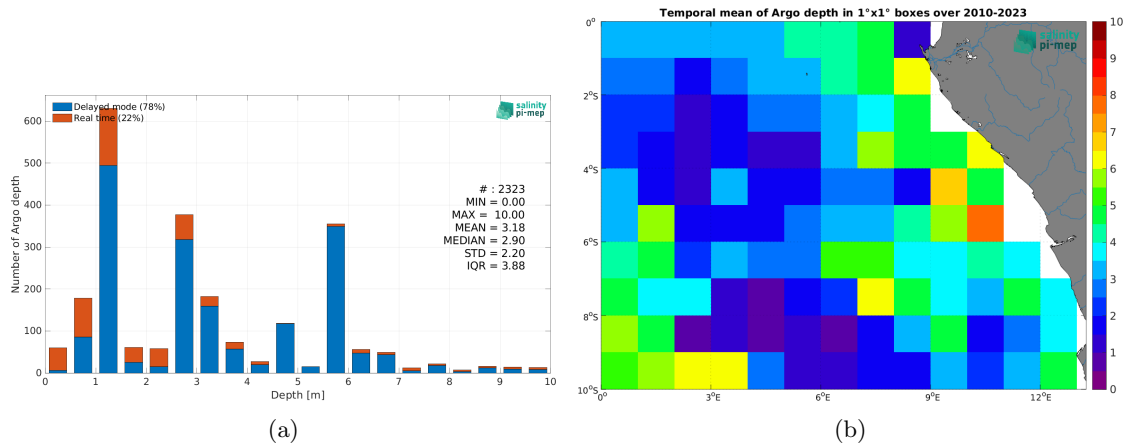 Delayed mode (78%)
Real time (22%)
salinity
pi-mep
# : 2323
MIN = 0.00
MAX = 10.00
MEAN = 3.18
MEDIAN = 2.90
STD = 2.20
IQR = 3.88
Number of Argo depth
600
500
400
300
200
100
0
0 1 2 3 4 5 6 7 8 9 10
Depth [m]
(a)
Temporal mean of Argo depth in 1°x1° boxes over 2010-2023
salinity
pi-mep
0°
2°S
4°S
6°S
8°S
10°S
0° 3°E 6°E 9°E 12°E
10
9
8
7
6
5
4
3
2
1
0
(b)